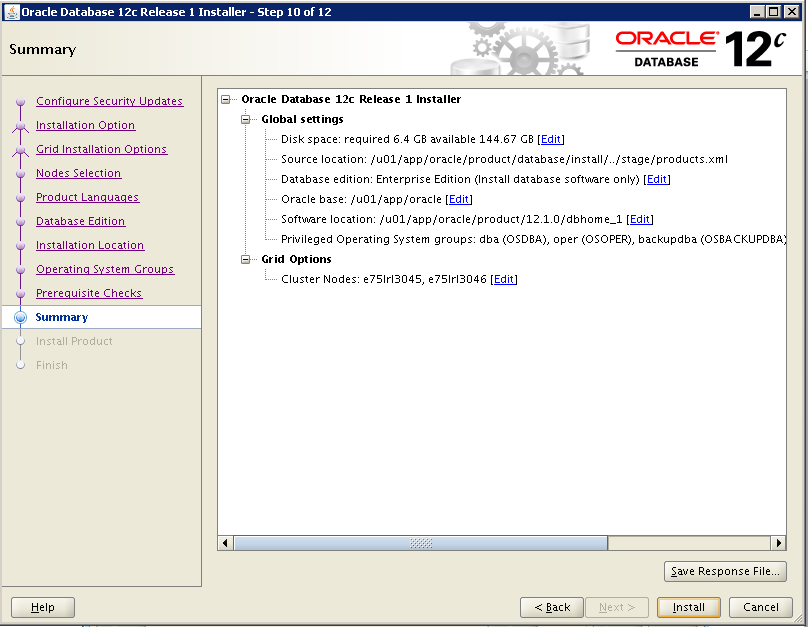 Oracle Database 12c Release 1 Installer - Step 10 of 12
Summary
ORACLE
DATABASE
12c
Configure Security Updates
Installation Option
Grid Installation Options
Nodes Selection
Product Languages
Database Edition
Installation Location
Operating System Groups
Prerequisite Checks
Summary
Install Product
Finish
Oracle Database 12c Release 1 Installer
Global settings
Disk space: required 6.4 GB available 144.67 GB [Edit]
Source location: /u01/app/oracle/product/database/install/../stage/products.xml
Database edition: Enterprise Edition (Install database software only) [Edit]
Oracle base: /u01/app/oracle [Edit]
Software location: /u01/app/oracle/product/12.1.0/dbhome_1 [Edit]
Privileged Operating System groups: dba (OSDBA), oper (OSOPER), backupdba (OSBACKUPDBA)
Grid Options
Cluster Nodes: e75lrl3045, e75lrl3046 [Edit]
Save Response File...
Help
< Back
Next >
Install
Cancel